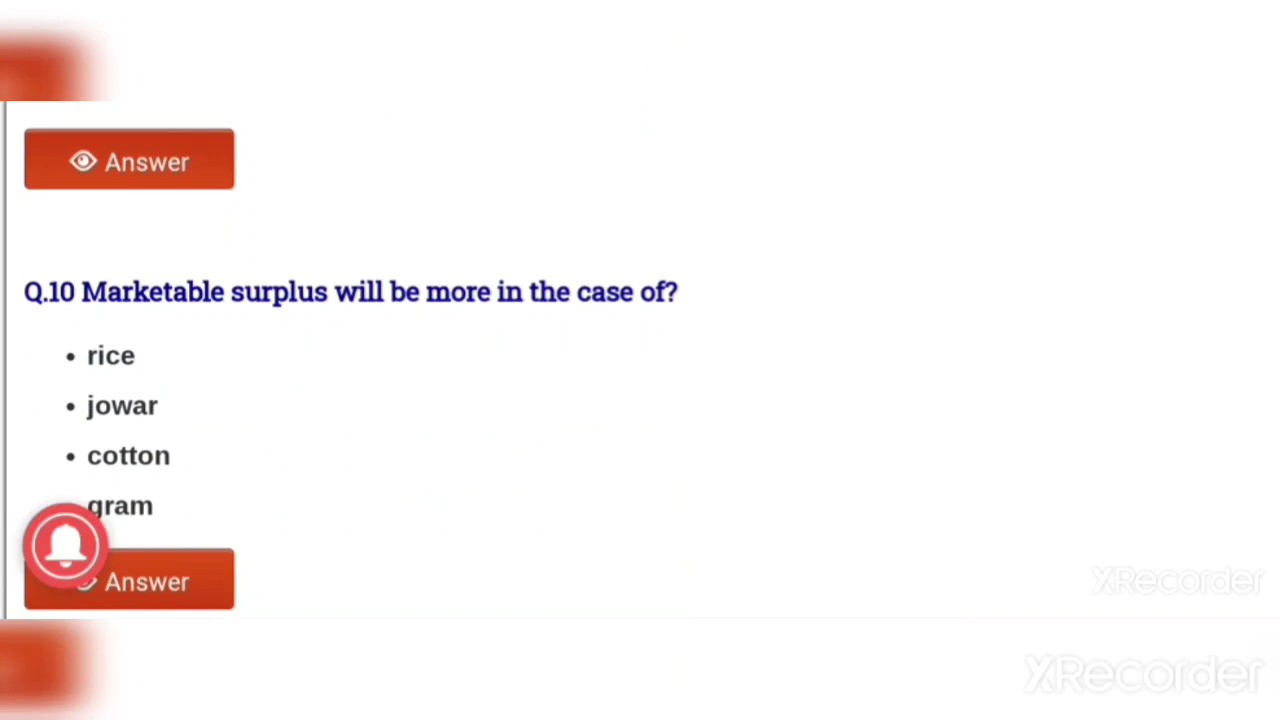 Answer
Q.10 Marketable surplus will be more in the case of?
• rice
• jowar
• cotton
gram
Answer
XRecorder
XRecorder